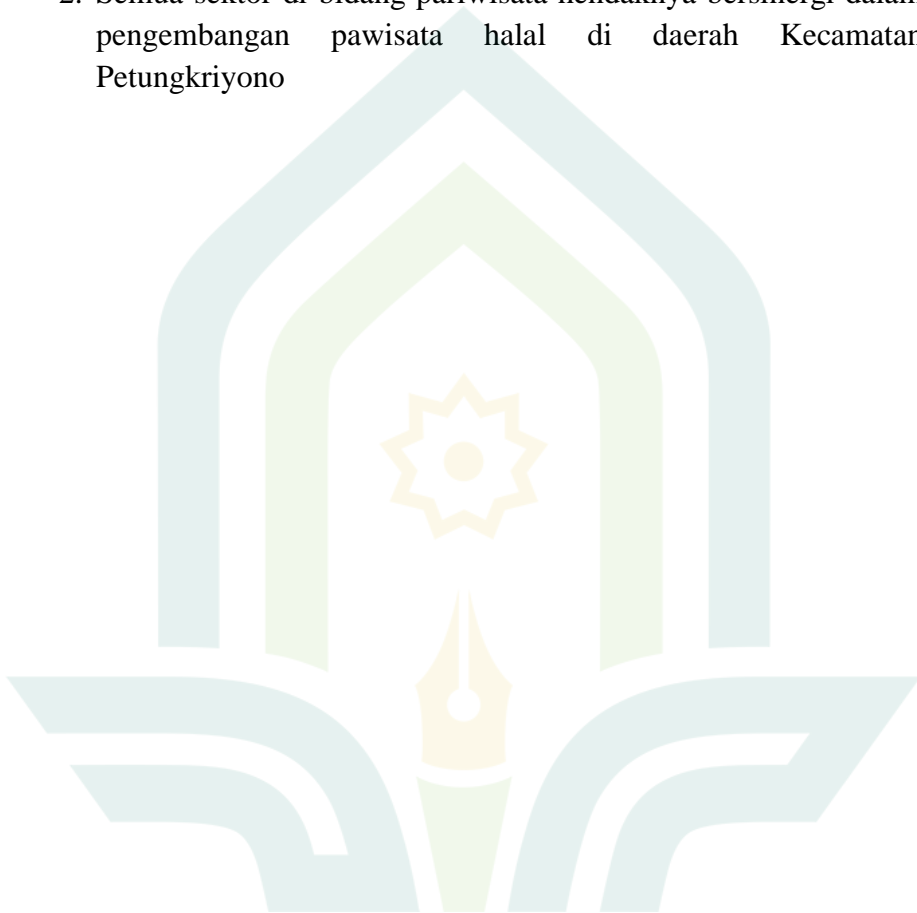 2. Semua sektor di bidang pariwisata hendaknya bersinergi dalam
pengembangan pawisata halal di daerah Kecamatan
Petungkriyono